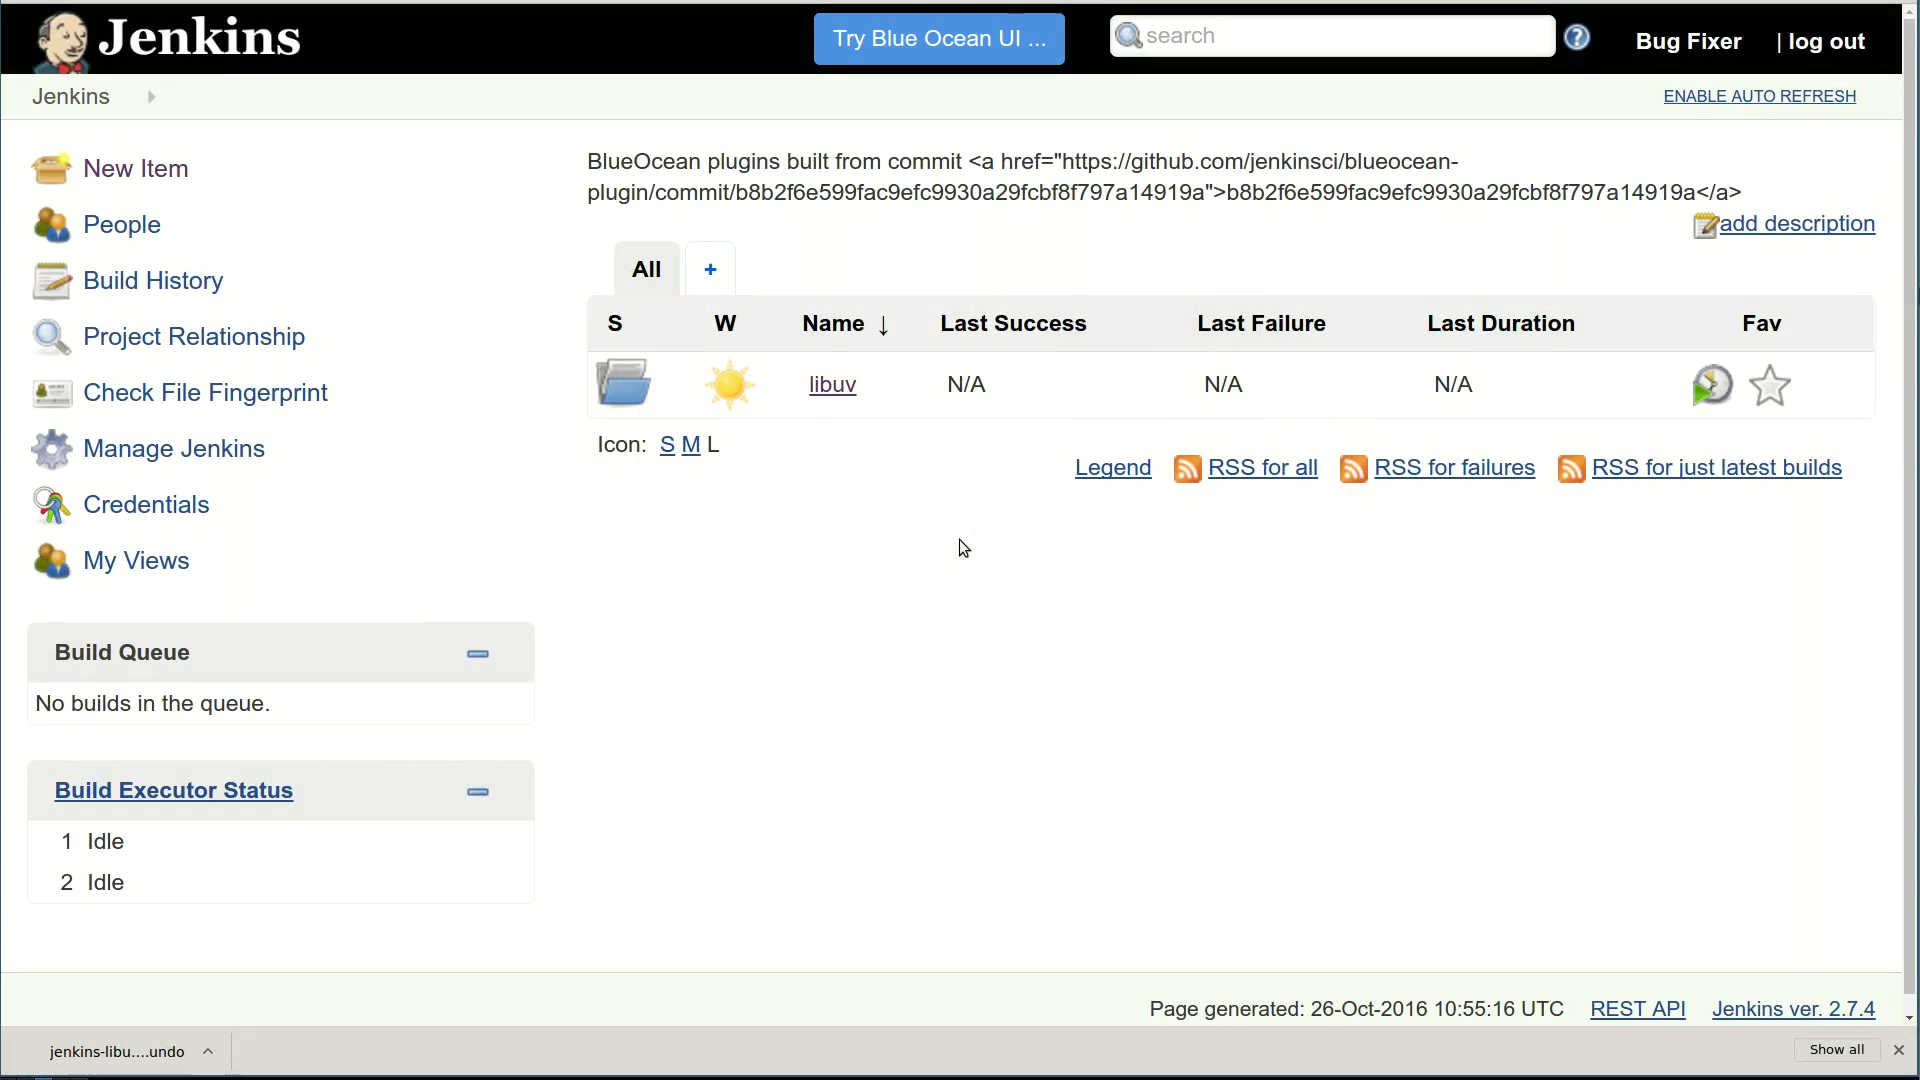 Jenkins
Try Blue Ocean UI ...
search
Bug Fixer
| log out
Jenkins
ENABLE AUTO REFRESH
New Item
People
Build History
Project Relationship
Check File Fingerprint
Manage Jenkins
Credentials
My Views
Build Queue
No builds in the queue.
Build Executor Status
1 Idle
2 Idle
BlueOcean plugins built from commit <a href="https://github.com/jenkinsci/blueocean-
plugin/commit/b8b2f6e599fac9efc9930a29fcbf8f797a14919a">b8b2f6e599fac9efc9930a29fcbf8f797a14919a</a>
add description
All +
S W Name ↓ Last Success Last Failure Last Duration Fav
libuv N/A N/A N/A
Icon: S M L
Legend RSS for all RSS for failures RSS for just latest builds
Page generated: 26-Oct-2016 10:55:16 UTC REST API Jenkins ver. 2.7.4
jenkins-libu....undo
Show all